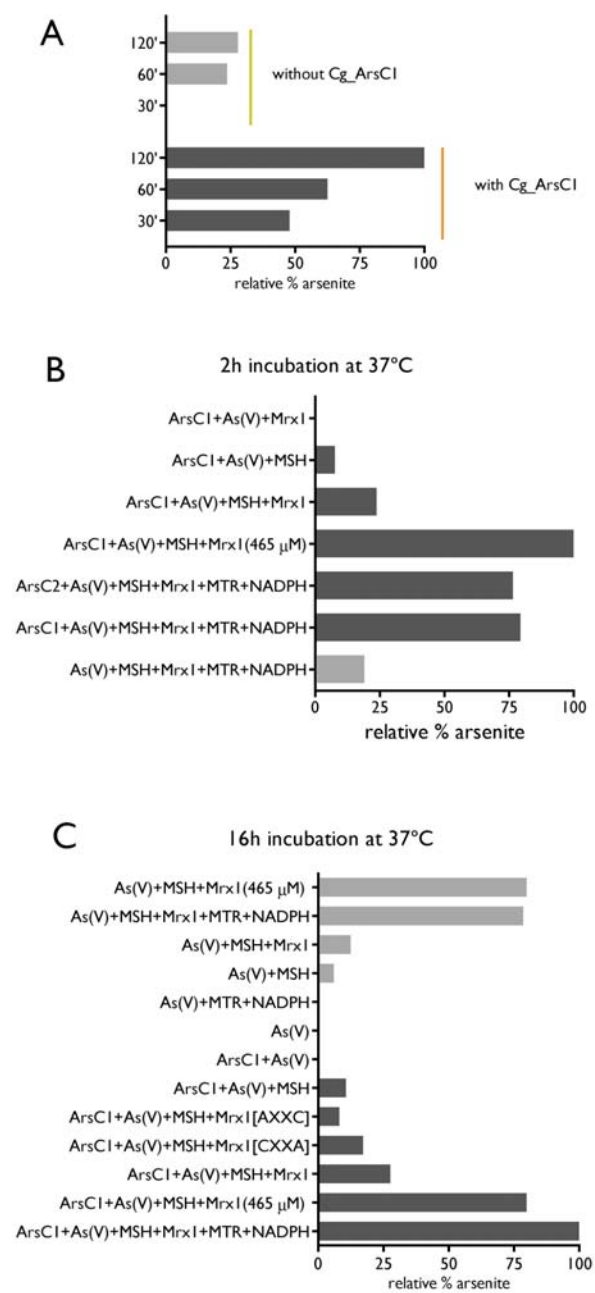 A
120'
60'
without Cg_ArsC1
30'
120'
60'
with Cg_ArsC1
30'
0 25 50 75 100
relative % arsenite
B
2h incubation at 37ºC
ArsC1+As(V)+Mrx1
ArsC1+As(V)+MSH
ArsC1+As(V)+MSH+Mrx1
ArsC1+As(V)+MSH+Mrx1(465 µM)
ArsC2+As(V)+MSH+Mrx1+MTR+NADPH
ArsC1+As(V)+MSH+Mrx1+MTR+NADPH
As(V)+MSH+Mrx1+MTR+NADPH
0 25 50 75 100
relative % arsenite
C
16h incubation at 37ºC
As(V)+MSH+Mrx1(465 µM)
As(V)+MSH+Mrx1+MTR+NADPH
As(V)+MSH+Mrx1
As(V)+MSH
As(V)+MTR+NADPH
As(V)
ArsC1+As(V)
ArsC1+As(V)+MSH
ArsC1+As(V)+MSH+Mrx1[AXXC]
ArsC1+As(V)+MSH+Mrx1[CXXA]
ArsC1+As(V)+MSH+Mrx1
ArsC1+As(V)+MSH+Mrx1(465 µM)
ArsC1+As(V)+MSH+Mrx1+MTR+NADPH
0 25 50 75 100
relative % arsenite